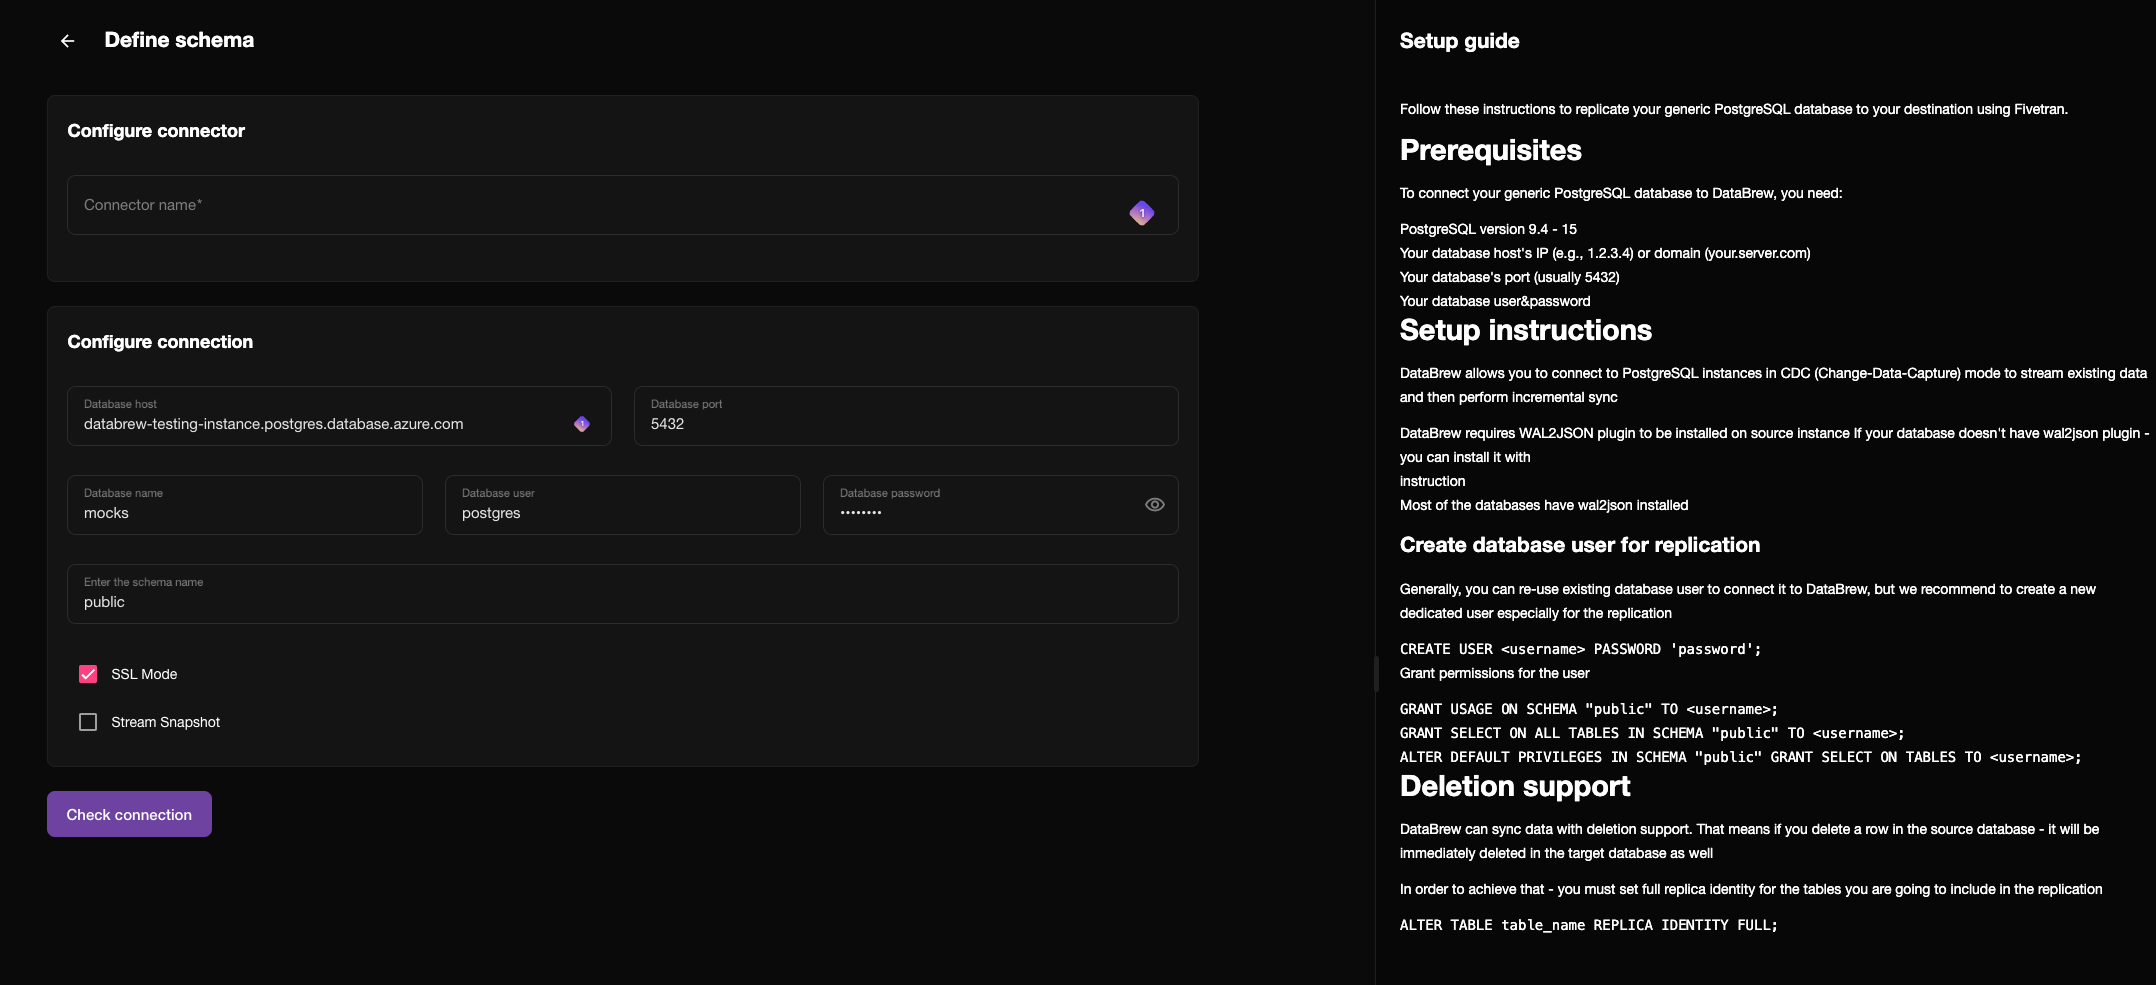 Define schema
Configure connector
Connector name*
1
Configure connection
Database host
databrew-testing-instance.postgres.database.azure.com
1
Database port
5432
Database name
mocks
Database user
postgres
Database password
••••••••
Enter the schema name
public
SSL Mode
Stream Snapshot
Check connection
Setup guide
Follow these instructions to replicate your generic PostgreSQL database to your destination using Fivetran.
Prerequisites
To connect your generic PostgreSQL database to DataBrew, you need:
PostgreSQL version 9.4 - 15
Your database host's IP (e.g., 1.2.3.4) or domain (your.server.com)
Your database's port (usually 5432)
Your database user&password
Setup instructions
DataBrew allows you to connect to PostgreSQL instances in CDC (Change-Data-Capture) mode to stream existing data
and then perform incremental sync
DataBrew requires WAL2JSON plugin to be installed on source instance If your database doesn't have wal2json plugin -
you can install it with
instruction
Most of the databases have wal2json installed
Create database user for replication
Generally, you can re-use existing database user to connect it to DataBrew, but we recommend to create a new
dedicated user especially for the replication
CREATE USER <username> PASSWORD 'password';
Grant permissions for the user
GRANT USAGE ON SCHEMA "public" TO <username>;
GRANT SELECT ON ALL TABLES IN SCHEMA "public" TO <username>;
ALTER DEFAULT PRIVILEGES IN SCHEMA "public" GRANT SELECT ON TABLES TO <username>;
Deletion support
DataBrew can sync data with deletion support. That means if you delete a row in the source database - it will be
immediately deleted in the target database as well
In order to achieve that - you must set full replica identity for the tables you are going to include in the replication
ALTER TABLE table_name REPLICA IDENTITY FULL;